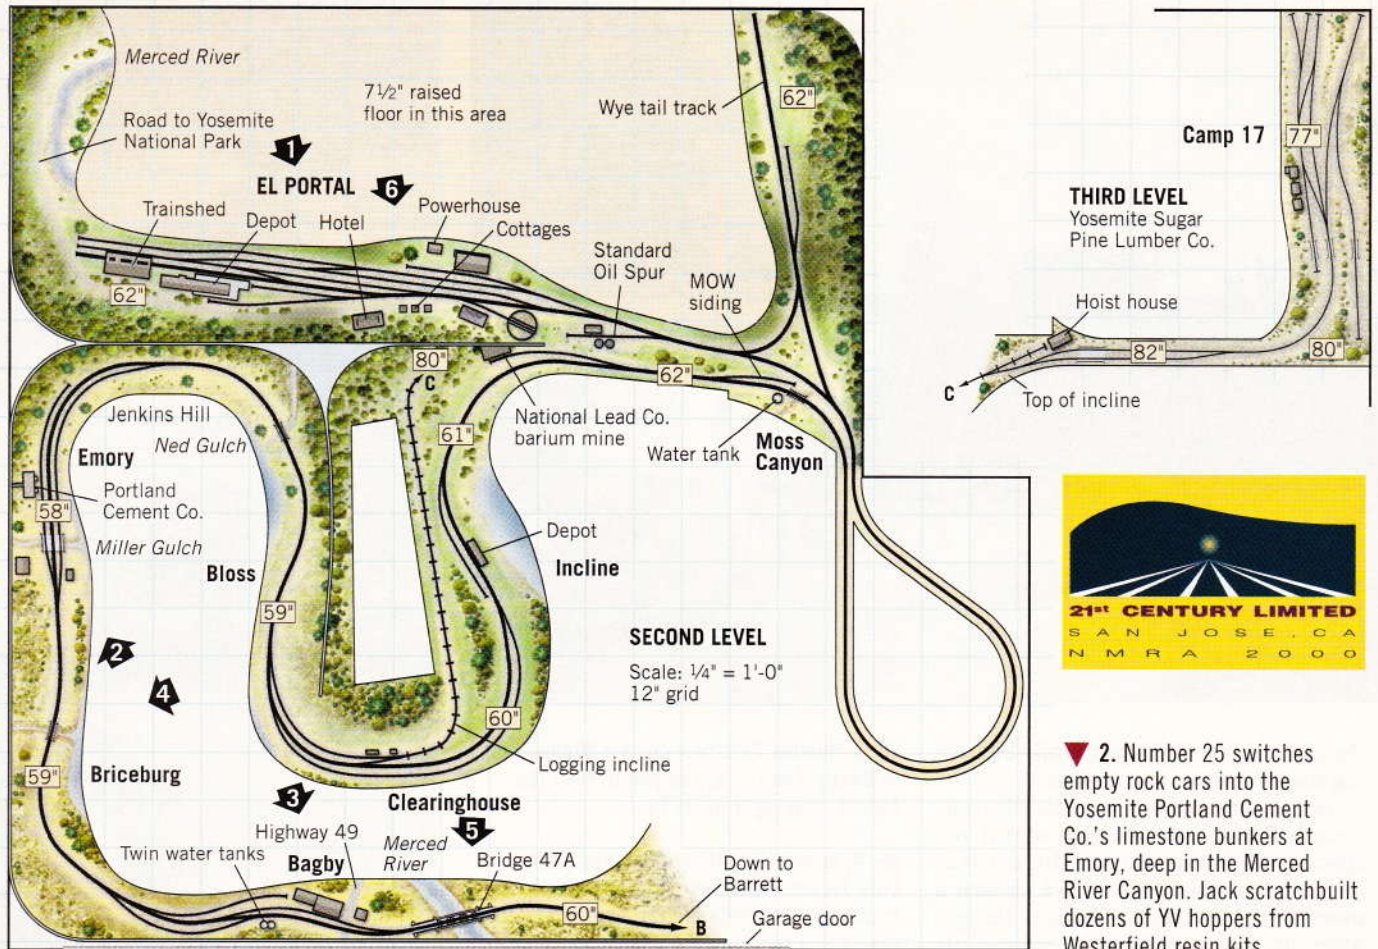 Merced River
7½" raised
floor in this area
Wye tail track
62"
Road to Yosemite
National Park
1
EL PORTAL
6
Trainshed
Depot
Hotel
Powerhouse
Cottages
Standard
Oil Spur
MOW
siding
62"
80"
C
62"
National Lead Co.
barium mine
Water tank
Moss
Canyon
61"
Jenkins Hill
Ned Gulch
Emory
Portland
Cement Co.
58"
Miller Gulch
Bloss
59"
Depot
Incline
2
4
SECOND LEVEL
Scale: ¼" = 1'-0"
12" grid
60"
Logging incline
Briceburg
59"
3
Clearinghouse
5
Highway 49
Bagby
Merced
River
Twin water tanks
Bridge 47A
Down to
Barrett
60"
B
Garage door
Camp 17
77"
THIRD LEVEL
Yosemite Sugar
Pine Lumber Co.
Hoist house
82"
80"
C
Top of incline
21st CENTURY LIMITED
SAN JOSE, CA
NMRA 2000
2. Number 25 switches
empty rock cars into the
Yosemite Portland Cement
Co.'s limestone bunkers at
Emory, deep in the Merced
River Canyon. Jack scratchbuilt
dozens of YV hoppers from
Westerfield resin kits